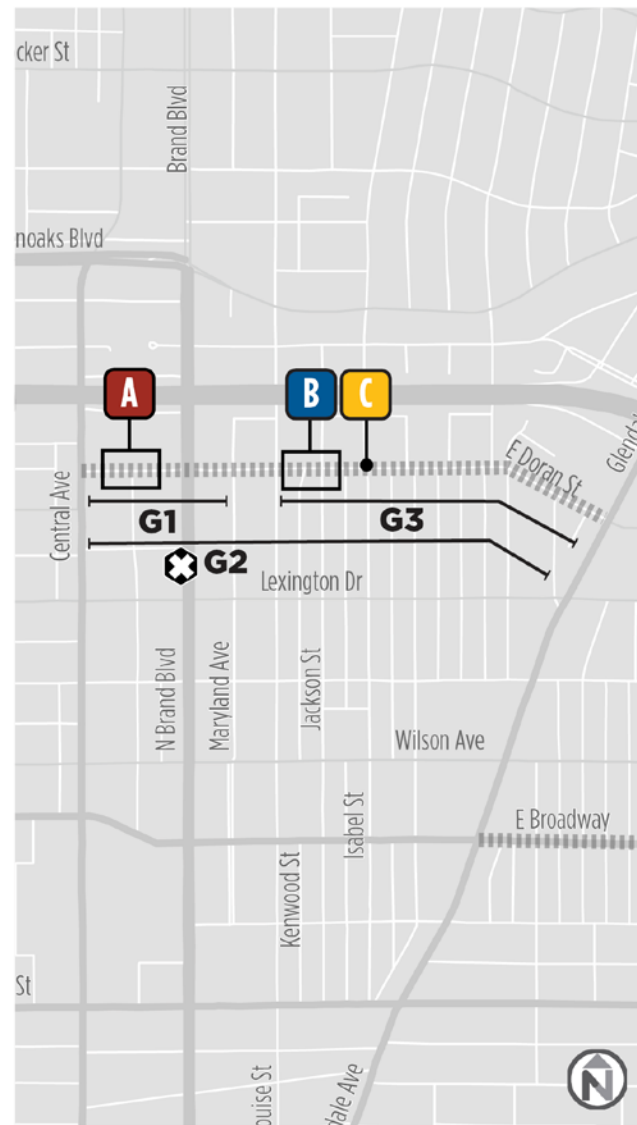 cker St
Brand Blvd
noaks Blvd
A
B
C
E Doran St
Glenda
Central Ave
G1
G3
G2
Lexington Dr
N Brand Blvd
Maryland Ave
Jackson St
Wilson Ave
Isabel St
E Broadway
Kenwood St
St
ouise St
dale Ave
N